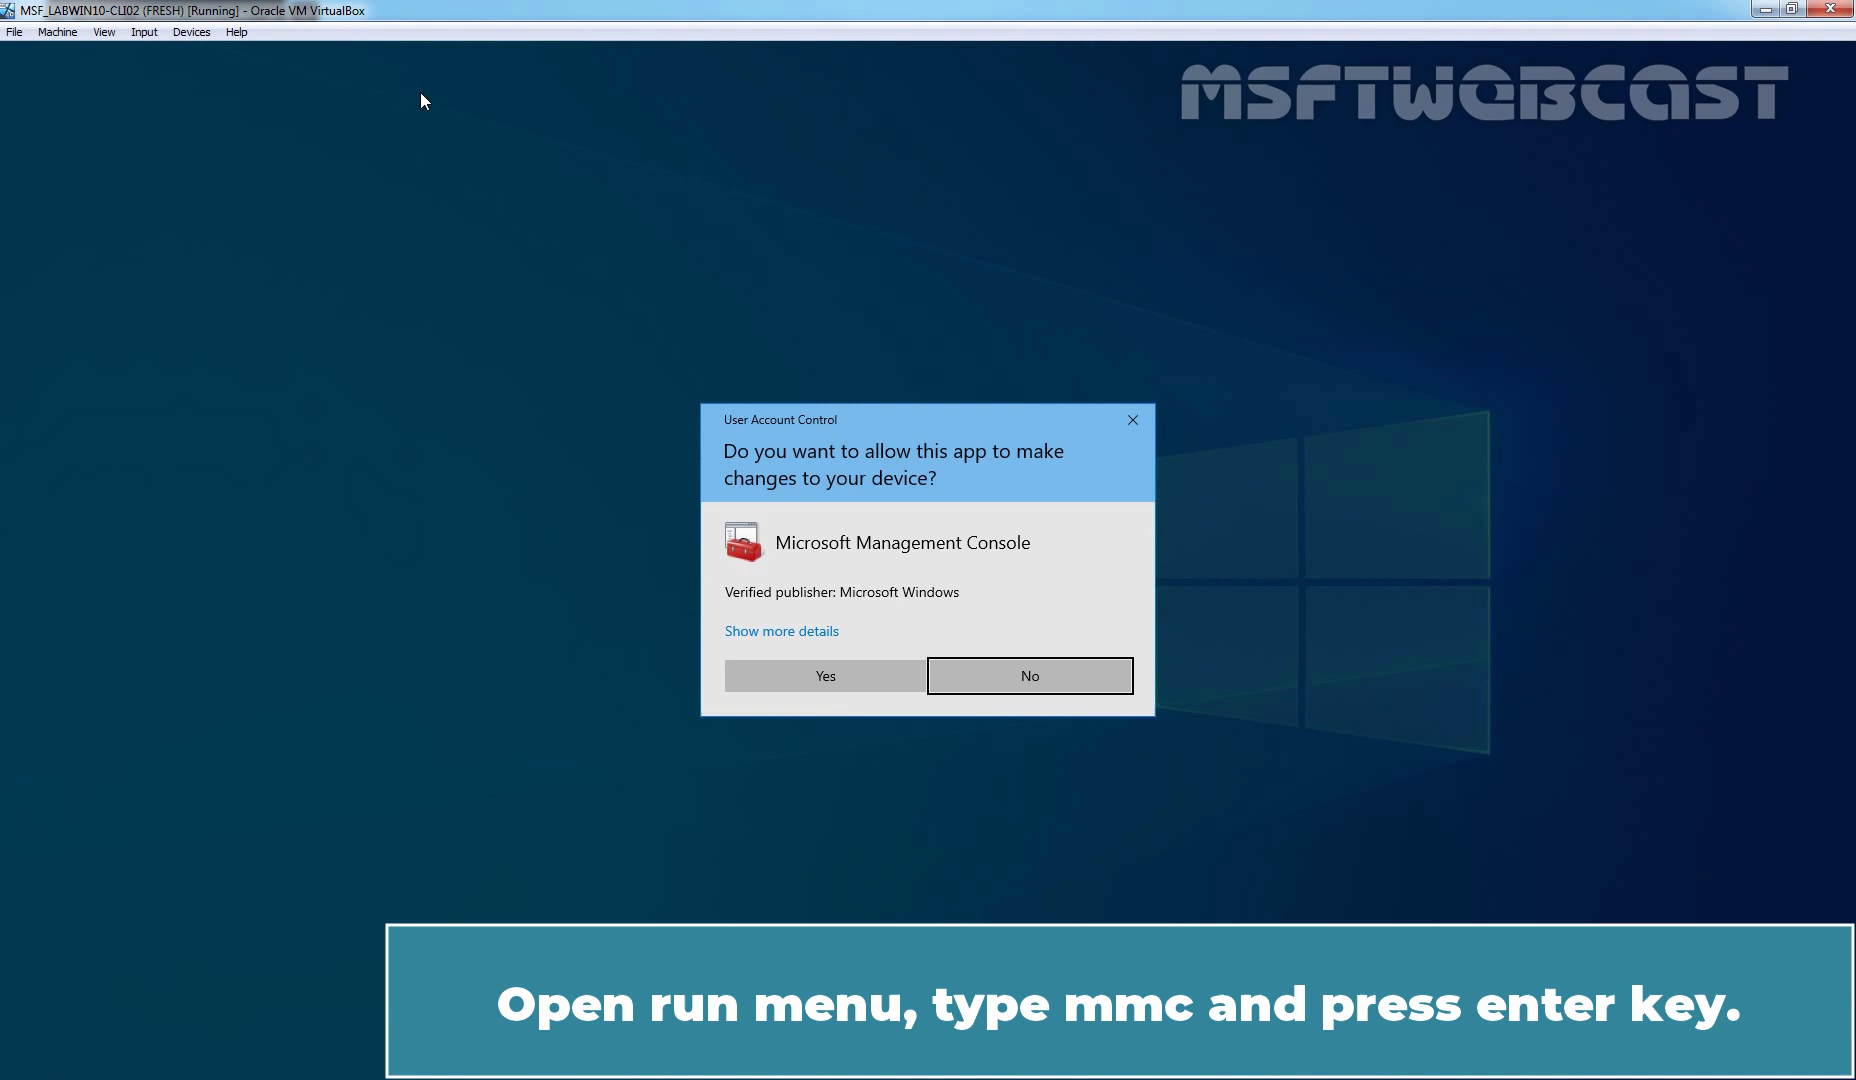 MSF_LABWIN10-CLI02 (FRESH) [Running] - Oracle VM VirtualBox
File Machine View Input Devices Help
MSFTWEBCAST
User Account Control
Do you want to allow this app to make
changes to your device?
Microsoft Management Console
Verified publisher: Microsoft Windows
Show more details
Yes No
Open run menu, type mmc and press enter key.